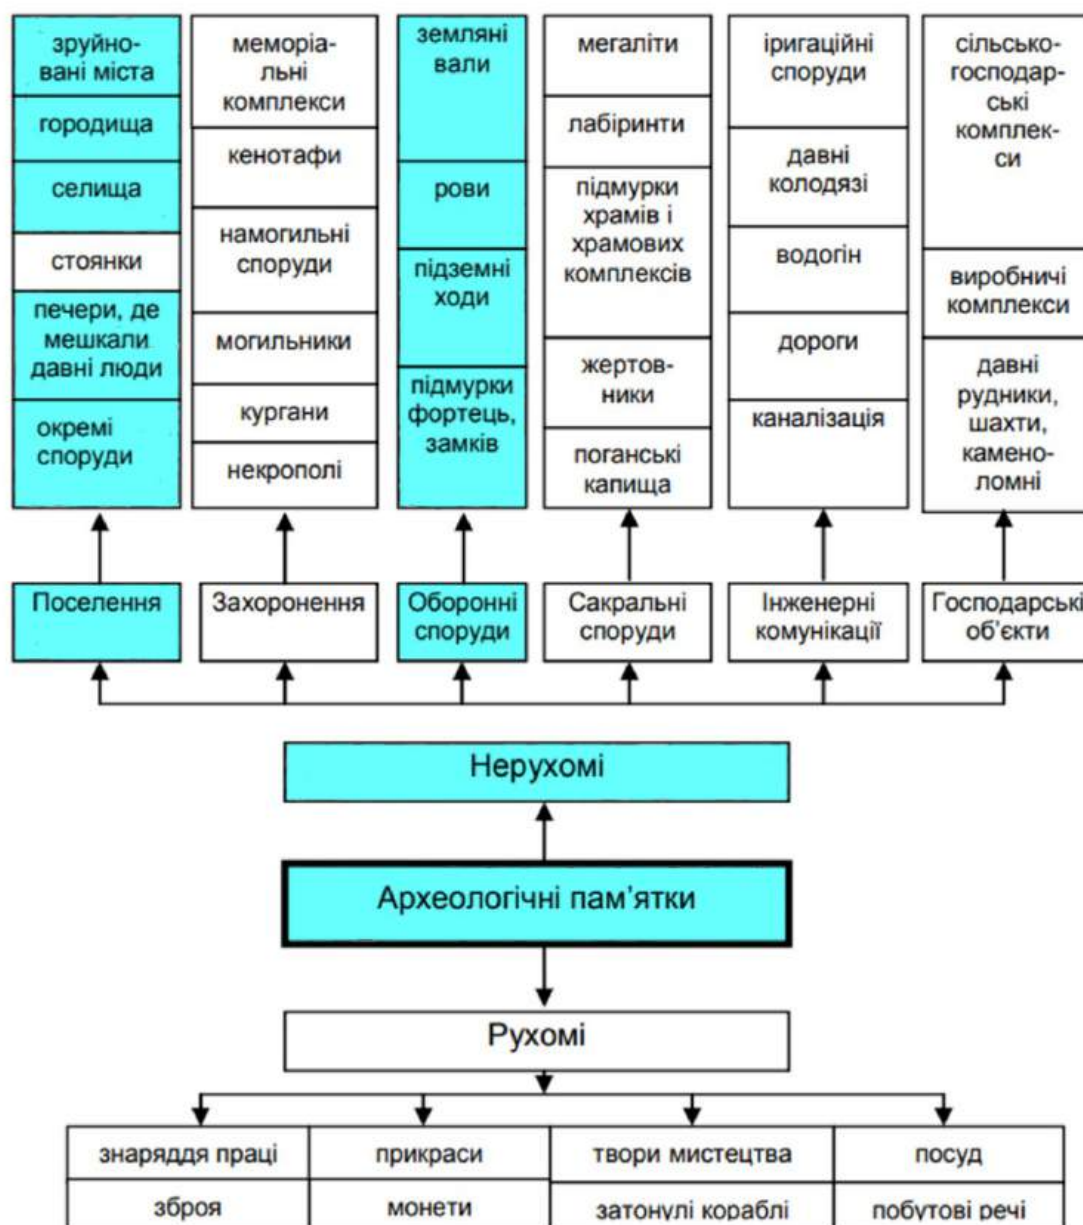 зруйно-
вані міста
городища
селища
стоянки
печери, де
мешкали
давні люди
окремі
споруди
меморіа-
льні
комплекси
кенотафи
намогильні
споруди
могильники
кургани
некрополі
земляні
вали
рови
підземні
ходи
підмурки
фортець,
замків
мегаліти
лабіринти
підмурки
храмів і
храмових
комплексів
жертов-
ники
поганські
капища
іригаційні
споруди
давні
колодязі
водогін
дороги
каналізація
сільсько-
господар-
ські
комплек-
си
виробничі
комплекси
давні
рудники,
шахти,
камено-
ломні
Поселення
Захоронення
Оборонні
споруди
Сакральні
споруди
Інженерні
комунікації
Господарські
об’єкти
Нерухомі
Археологічні пам’ятки
Рухомі
знаряддя праці
прикраси
твори мистецтва
посуд
зброя
монети
затонулі кораблі
побутові речі